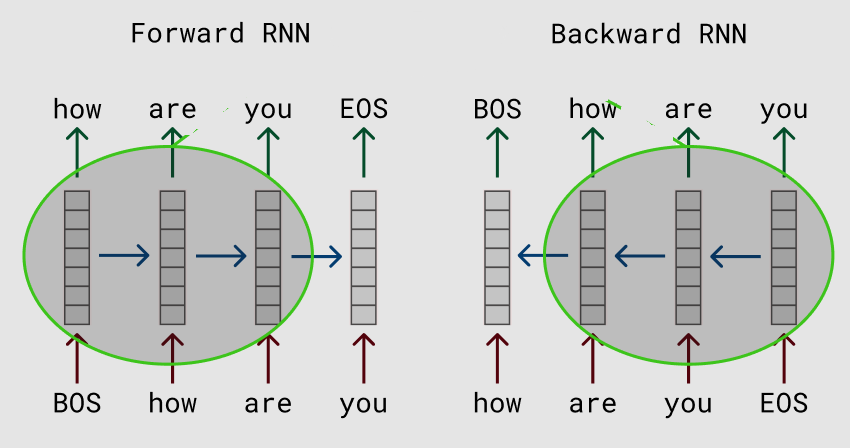 Forward RNN
Backward RNN
how are you EOS
BOS how are you
BOS how are you
how are you EOS